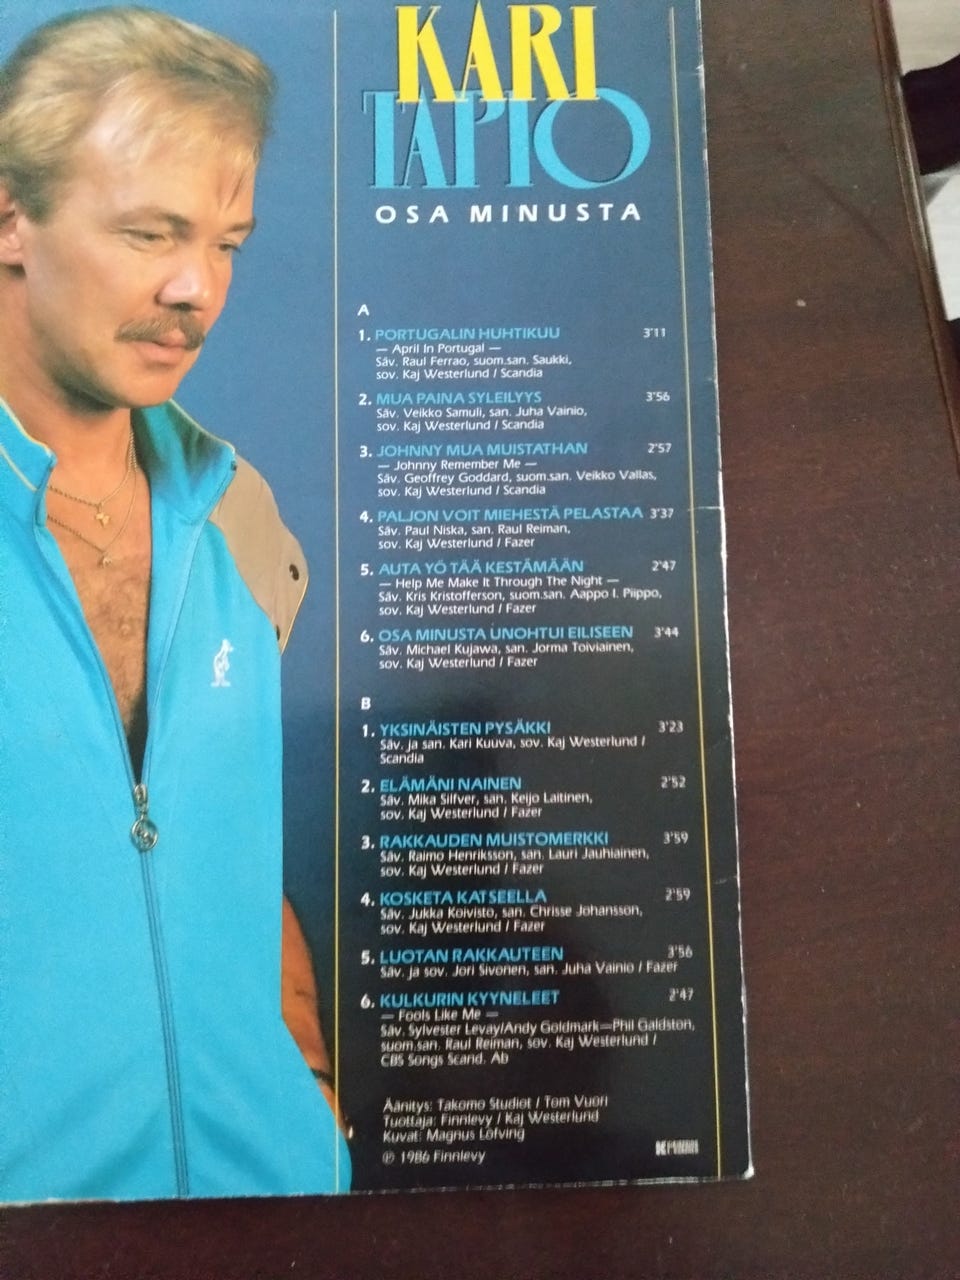 KARI
TAPIO
OSA MINUSTA
A
1. PORTUGALIN HUHTIKUU 3'11
— April In Portugal —
Säv. Raul Ferrao, suom.san. Saukki,
sov. Kaj Westerlund / Scandia
2. MUA PAINA SYLEILYYS 3'56
Säv. Veikko Samuli, san. Juha Vainio,
sov. Kaj Westerlund / Scandia
3. JOHNNY MUA MUISTATHAN 2'57
— Johnny Remember Me —
Säv. Geoffrey Goddard, suom.san. Veikko Vallas,
sov. Kaj Westerlund / Scandia
4. PALJON VOIT MIEHESTÄ PELASTAA 3'37
Säv. Paul Niska, san. Raul Reiman,
sov. Kaj Westerlund / Fazer
5. AUTA YÖ TÄÄ KESTÄMÄÄN 2'47
— Help Me Make It Through The Night —
Säv. Kris Kristofferson, suom.san. Aappo I. Piippo,
sov. Kaj Westerlund / Fazer
6. OSA MINUSTA UNOHTUI EILISEEN 3'44
Säv. Michael Kujawa, san. Jorma Toiviainen,
sov. Kaj Westerlund / Fazer
B
1. YKSINÄISTEN PYSÄKKI 3'23
Säv. ja san. Kari Kuuva, sov. Kaj Westerlund /
Scandia
2. ELÄMÄNI NAINEN 2'52
Säv. Mika Silfver, san. Keijo Laitinen,
sov. Kaj Westerlund / Fazer
3. RAKKAUDEN MUISTOMERKKI 3'59
Säv. Raimo Henriksson, san. Lauri Jauhiainen,
sov. Kaj Westerlund / Fazer
4. KOSKETA KATSEELLA 2'59
Säv. Jukka Koivisto, san. Chrisse Johansson,
sov. Kaj Westerlund / Fazer
5. LUOTAN RAKKAUTEEN 3'56
Säv. ja sov. Jori Sivonen, san. Juha Vainio / Fazer
6. KULKURIN KYYNELEET 2'47
— Fools Like Me —
Säv. Sylvester Levay/Andy Goldmark—Phil Galdston,
suom.san. Raul Reiman, sov. Kaj Westerlund /
CBS Songs Scand. Ab
Äänitys: Takomo Studiot / Tom Vuori
Tuottaja: Finnlevy / Kaj Westerlund
Kuvat: Magnus Löfving
℗ 1986 Finnlevy